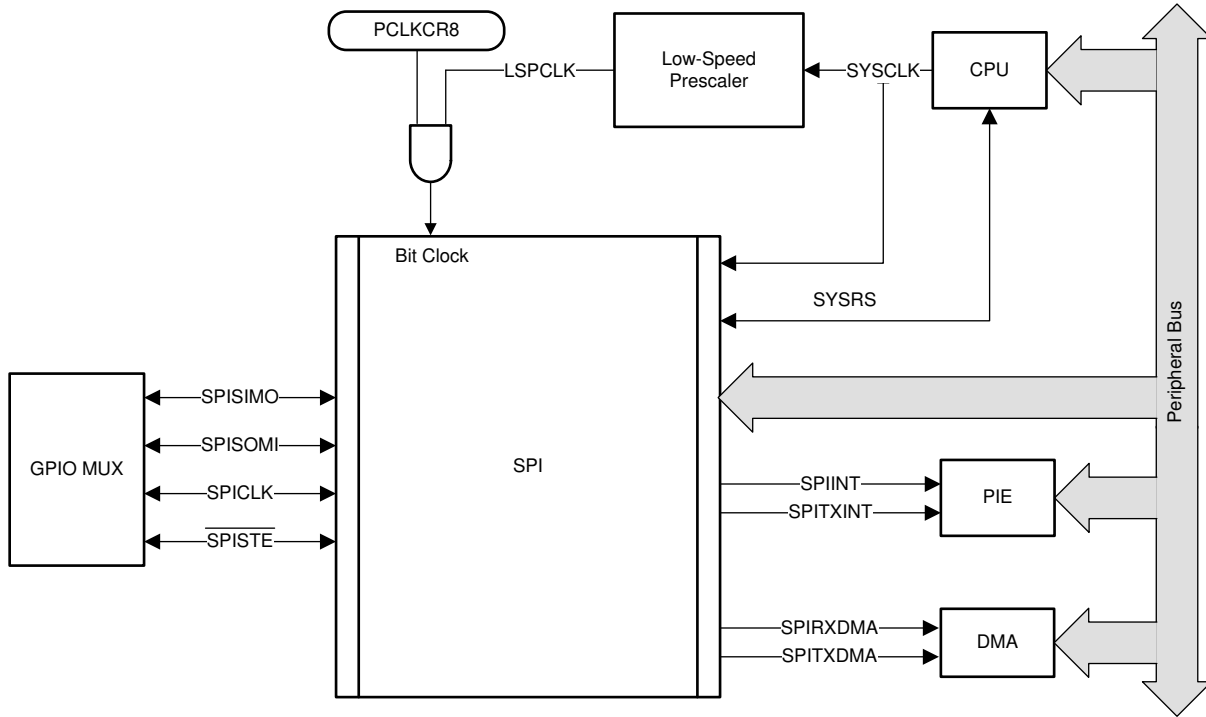 PCLKCR8
LSPCLK
Low-Speed
Prescaler
SYSCLK
CPU
Bit Clock
SYSRS
Peripheral Bus
GPIO MUX
SPISIMO
SPISOMI
SPICLK
SPISTE
SPI
SPIINT
SPITXINT
PIE
SPIRXDMA
SPITXDMA
DMA